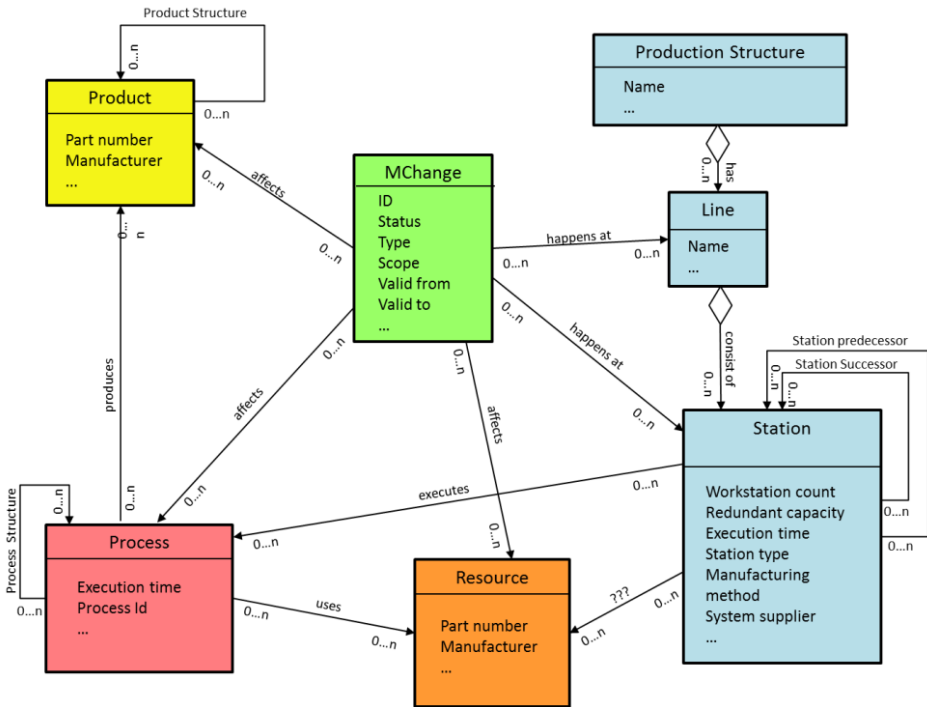 Product Structure
0...n
0...n
Product
Part number
Manufacturer
...
0...n
affects
0...n
Production Structure
Name
...
0...n
has
Line
Name
...
MChange
ID
Status
Type
Scope
Valid from
Valid to
...
happens at
0...n
0...n
0...n
happens at
0...n
0...n
consist of
Station predecessor
0...n
Station Successor
0...n
0...n
0...n
Station
Workstation count
Redundant capacity
Execution time
Station type
Manufacturing
method
System supplier
...
0...
n
produces
0...n
0...n
affects
0...n
0...n
affects
0...n
0...n
executes
0...n
Process Structure
0...n
0...n
Process
Execution time
Process Id
...
0...n
uses
0...n
Resource
Part number
Manufacturer
...
0...n
???
0...n